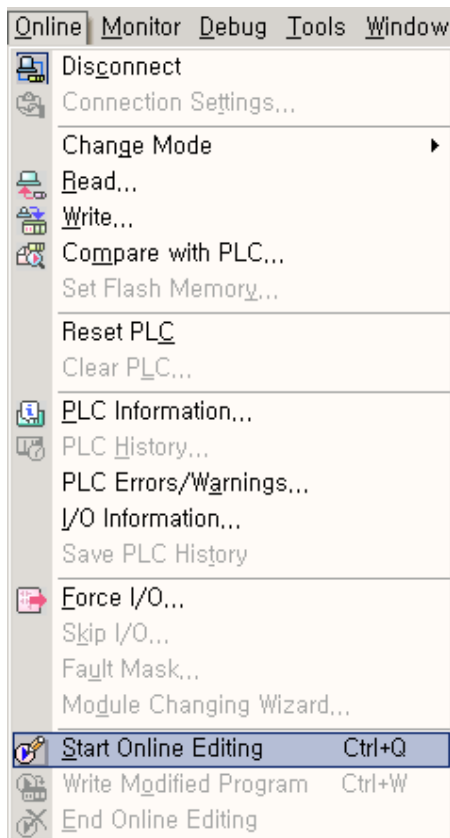 Online Monitor Debug Tools Window
Disconnect
Connection Settings...
Change Mode
Read...
Write...
Compare with PLC...
Set Flash Memory...
Reset PLC
Clear PLC...
PLC Information...
PLC History...
PLC Errors/Warnings...
I/O Information...
Save PLC History
Force I/O...
Skip I/O...
Fault Mask...
Module Changing Wizard...
Start Online Editing Ctrl+Q
Write Modified Program Ctrl+W
End Online Editing